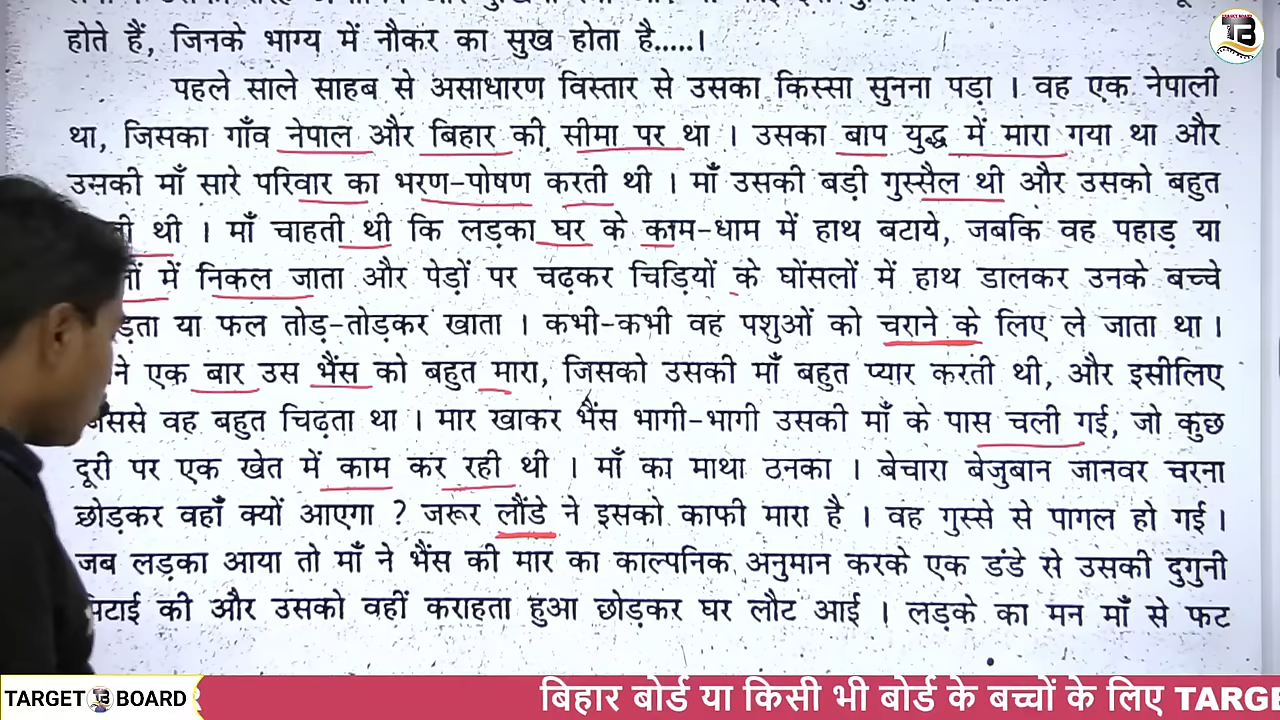 होते हैं, जिनके भाग्य में नौकर का सुख होता है.....।
पहले साले साहब से असाधारण विस्तार से उसका किस्सा सुनना पड़ा । वह एक नेपाली
था, जिसका गाँव नेपाल और बिहार की सीमा पर था । उसका बाप युद्ध में मारा गया था और
उसकी माँ सारे परिवार का भरण-पोषण करती थी । माँ उसकी बड़ी गुस्सैल थी और उसको बहुत
थी । माँ चाहती थी कि लड़का घर के काम-धाम में हाथ बटाये, जबकि वह पहाड़ या
में निकल जाता और पेड़ों पर चढ़कर चिड़ियों के घोंसलों में हाथ डालकर उनके बच्चे
या फल तोड़-तोड़कर खाता । कभी-कभी वह पशुओं को चराने के लिए ले जाता था ।
एक बार उस भैंस को बहुत मारा, जिसको उसकी माँ बहुत प्यार करती थी, और इसीलिए
वह बहुत चिढ़ता था । मार खाकर भैंस भागी-भागी उसकी माँ के पास चली गई, जो कुछ
दूरी पर एक खेत में काम कर रही थी । माँ का माथा ठनका । बेचारा बेजुबान जानवर चरना
छोड़कर वहाँ क्यों आएगा ? जरूर लौंडे ने इसको काफी मारा है । वह गुस्से से पागल हो गई ।
जब लड़का आया तो माँ ने भैंस की मार का काल्पनिक अनुमान करके एक डंडे से उसकी दुगुनी
पिटाई की और उसको वहीं कराहता हुआ छोड़कर घर लौट आई । लड़के का मन माँ से फट
TARGET BOARD
बिहार बोर्ड या किसी भी बोर्ड के बच्चों के लिए TARGE